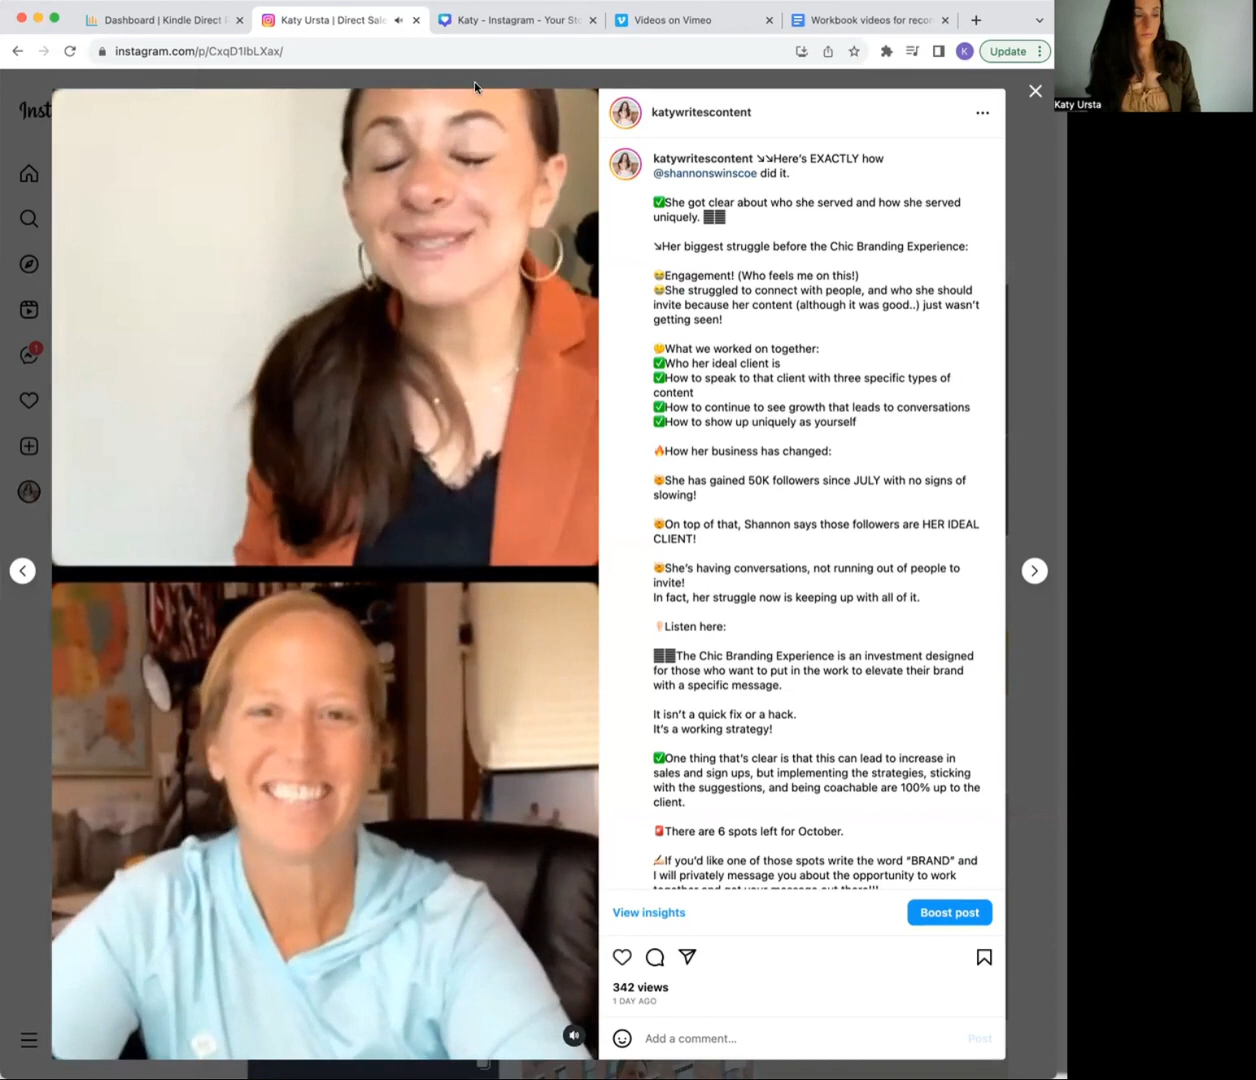 Dashboard | Kindle Direct
Katy Ursta | Direct Sale
Katy - Instagram - Your Sto
Videos on Vimeo
Workbook videos for recor
instagram.com/p/CxqD1IbLXax/
K
Update
Katy Ursta
Inst
katywritescontent
katywritescontent ↘↘Here's EXACTLY how
@shannonswinscoe did it.
✅She got clear about who she served and how she served
uniquely.
↘Her biggest struggle before the Chic Branding Experience:
😭Engagement! (Who feels me on this!)
😭She struggled to connect with people, and who she should
invite because her content (although it was good..) just wasn't
getting seen!
What we worked on together:
✅Who her ideal client is
✅How to speak to that client with three specific types of
content
✅How to continue to see growth that leads to conversations
✅How to show up uniquely as yourself
🔥How her business has changed:
🤯She has gained 50K followers since JULY with no signs of
slowing!
🤯On top of that, Shannon says those followers are HER IDEAL
CLIENT!
🤯She's having conversations, not running out of people to
invite!
In fact, her struggle now is keeping up with all of it.
Listen here:
The Chic Branding Experience is an investment designed
for those who want to put in the work to elevate their brand
with a specific message.
It isn't a quick fix or a hack.
It's a working strategy!
✅One thing that's clear is that this can lead to increase in
sales and sign ups, but implementing the strategies, sticking
with the suggestions, and being coachable are 100% up to the
client.
🚨There are 6 spots left for October.
✍If you'd like one of those spots write the word "BRAND" and
I will privately message you about the opportunity to work
together and get your message out there!!!
View insights
Boost post
342 views
1 DAY AGO
Add a comment...
Post
1